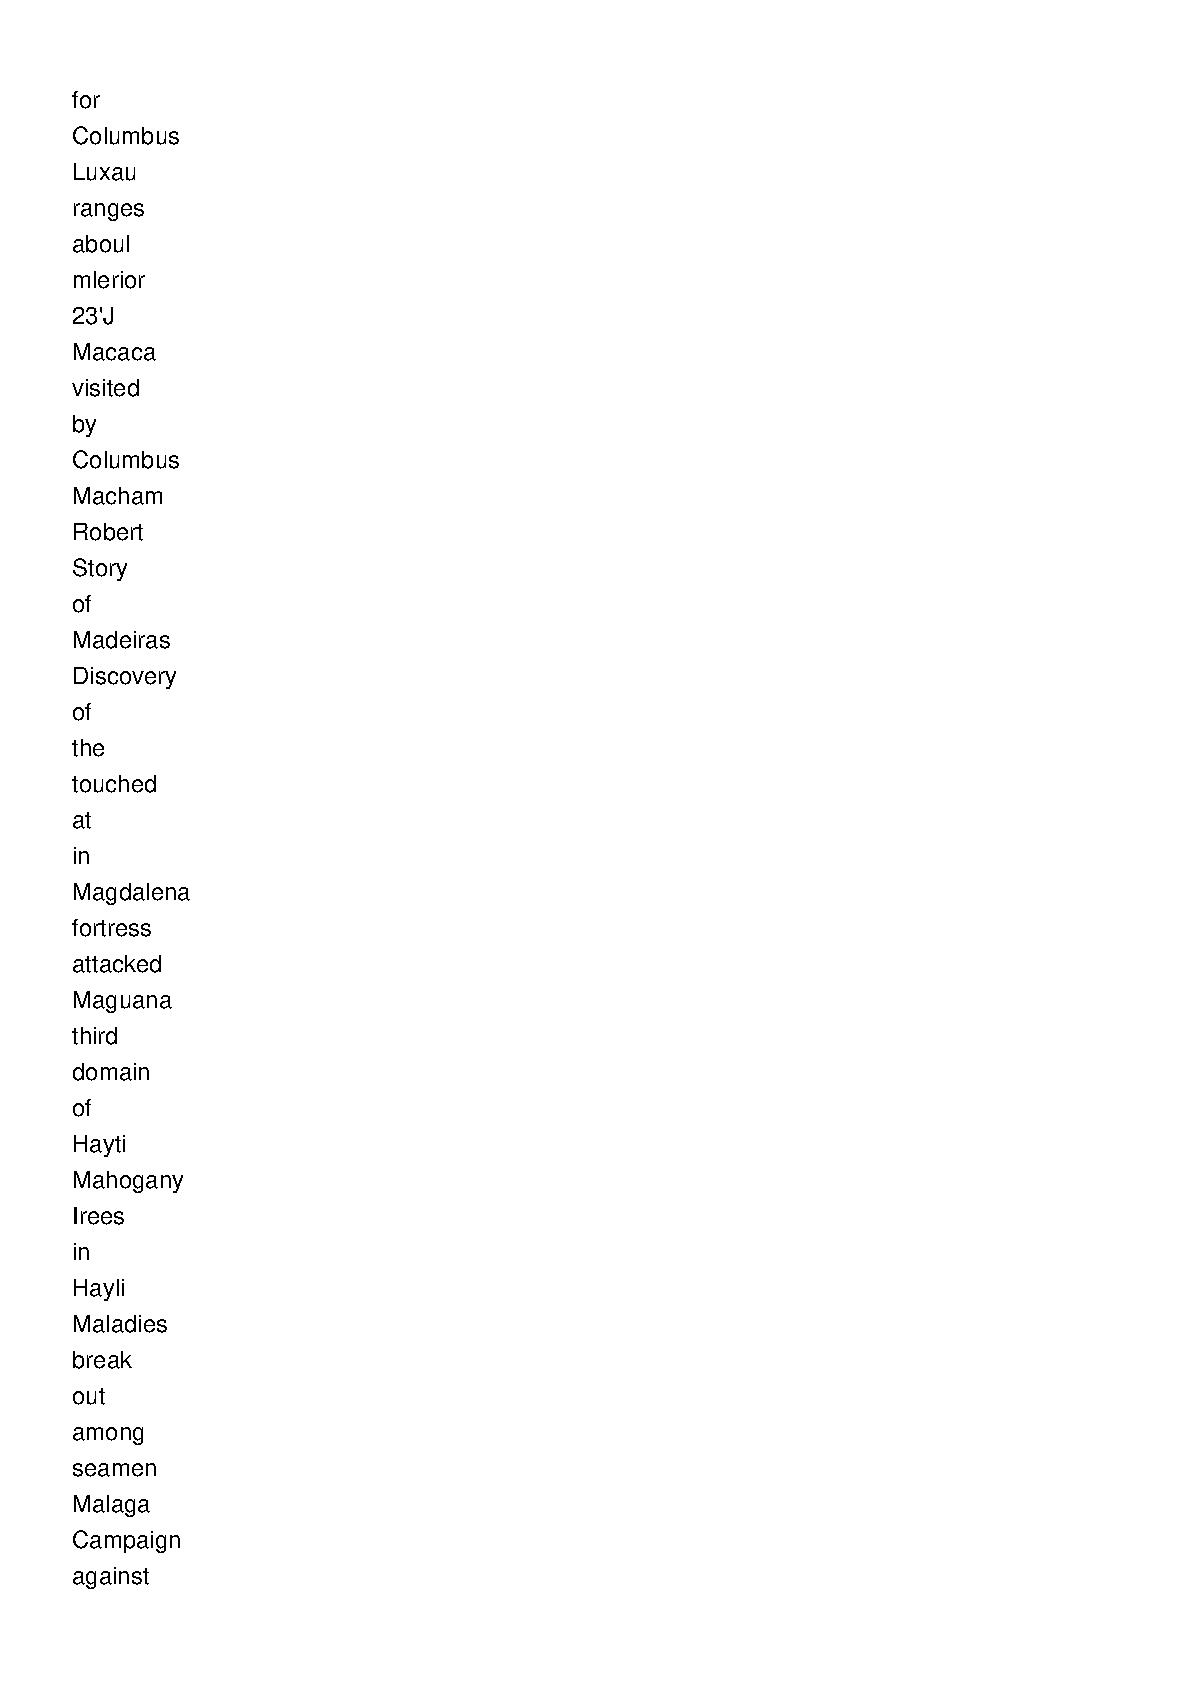 for
Columbus
Luxau
ranges
aboul
mlerior
23'J
Macaca
visited
by
Columbus
Macham
Robert
Story
of
Madeiras
Discovery
of
the
touched
at
in
Magdalena
fortress
attacked
Maguana
third
domain
of
Hayti
Mahogany
Irees
in
Hayli
Maladies
break
out
among
seamen
Malaga
Campaign
against